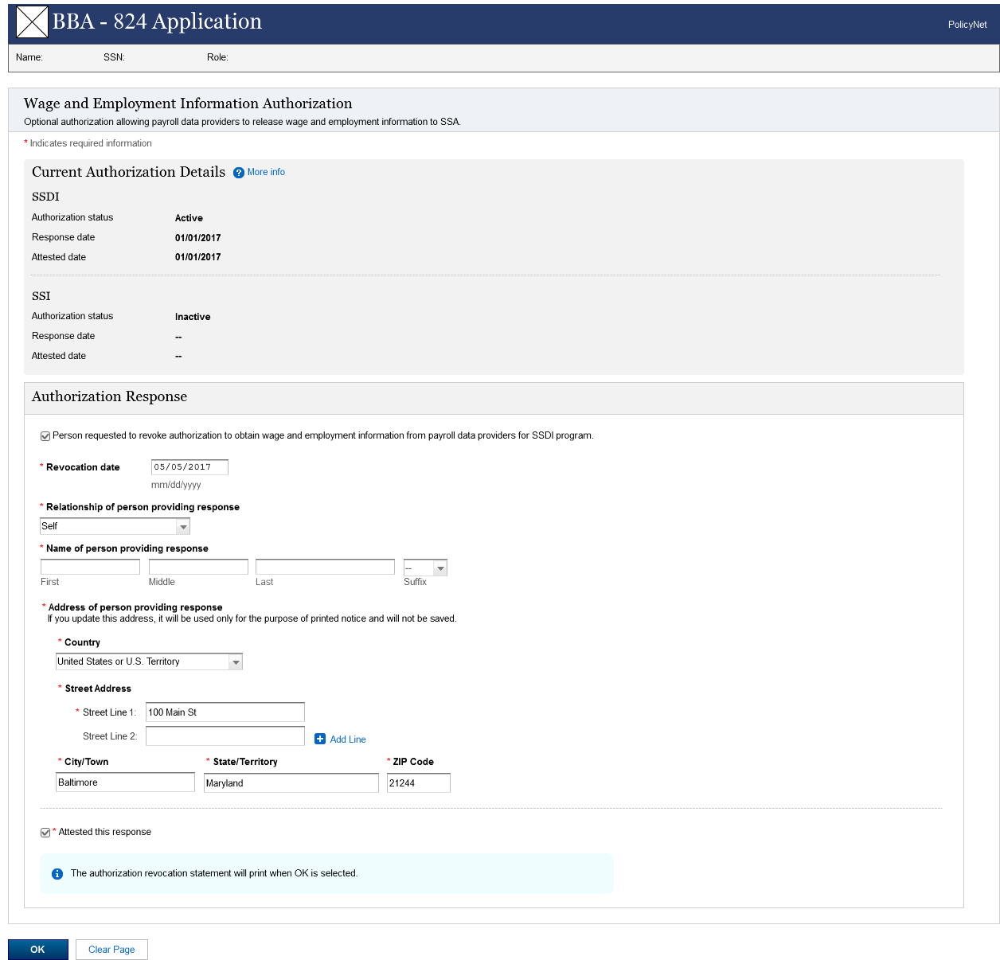 BBA - 824 Application
PolicyNet
Name: SSN: Role:
Wage and Employment Information Authorization
Optional authorization allowing payroll data providers to release wage and employment information to SSA.
* Indicates required information
Current Authorization Details ? More info
SSDI
Authorization status Active
Response date 01/01/2017
Attested date 01/01/2017
SSI
Authorization status Inactive
Response date --
Attested date --
Authorization Response
Person requested to revoke authorization to obtain wage and employment information from payroll data providers for SSDI program.
* Revocation date 05/05/2017
mm/dd/yyyy
* Relationship of person providing response
Self
* Name of person providing response
--
First Middle Last Suffix
* Address of person providing response
If you update this address, it will be used only for the purpose of printed notice and will not be saved.
* Country
United States or U.S. Territory
* Street Address
* Street Line 1: 100 Main St
Street Line 2: Add Line
* City/Town * State/Territory * ZIP Code
Baltimore Maryland 21244
* Attested this response
The authorization revocation statement will print when OK is selected.
OK Clear Page